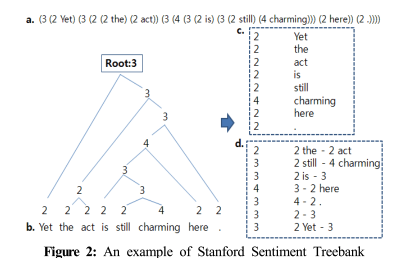 a. (3 (2 Yet) (3 (2 (2 the) (2 act)) (3 (4 (3 (2 is) (3 (2 still) (4 charming))) (2 here)) (2 .))))
Root:3
3
3
4
3
2 3
2 2 2 2 2 4 2 2
b. Yet the act is still charming here .
c.
2 Yet
2 the
2 act
2 is
2 still
4 charming
2 here
2 .
d.
2 2 the - 2 act
3 2 still - 4 charming
3 2 is - 3
4 3 - 2 here
3 4 - 2 .
3 2 - 3
3 2 Yet - 3
Figure 2: An example of Stanford Sentiment Treebank